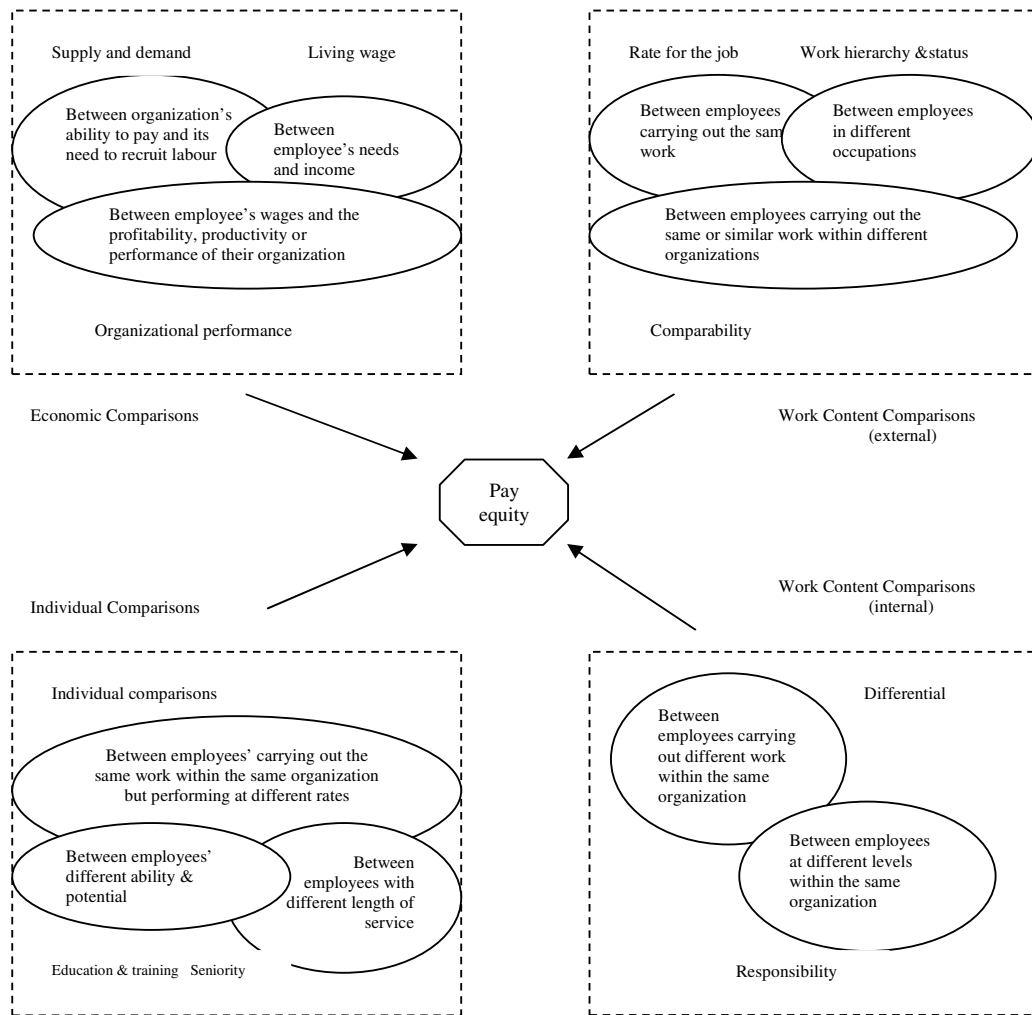 Supply and demand
Living wage
Between organization's
ability to pay and its
need to recruit labour
Between
employee's needs
and income
Between employee's wages and the
profitability, productivity or
performance of their organization
Organizational performance
Rate for the job
Work hierarchy &status
Between employees
carrying out the sam
work
Between employees
in different
occupations
Between employees carrying out the
same or similar work within different
organizations
Comparability
Economic Comparisons
Work Content Comparisons
(external)
Pay
equity
Individual Comparisons
Work Content Comparisons
(internal)
Individual comparisons
Between employees' carrying out the
same work within the same organization
but performing at different rates
Between employees'
different ability &
potential
Between
employees with
different length of
service
Education & training Seniority
Differential
Between
employees carrying
out different work
within the same
organization
Between employees
at different levels
within the same
organization
Responsibility